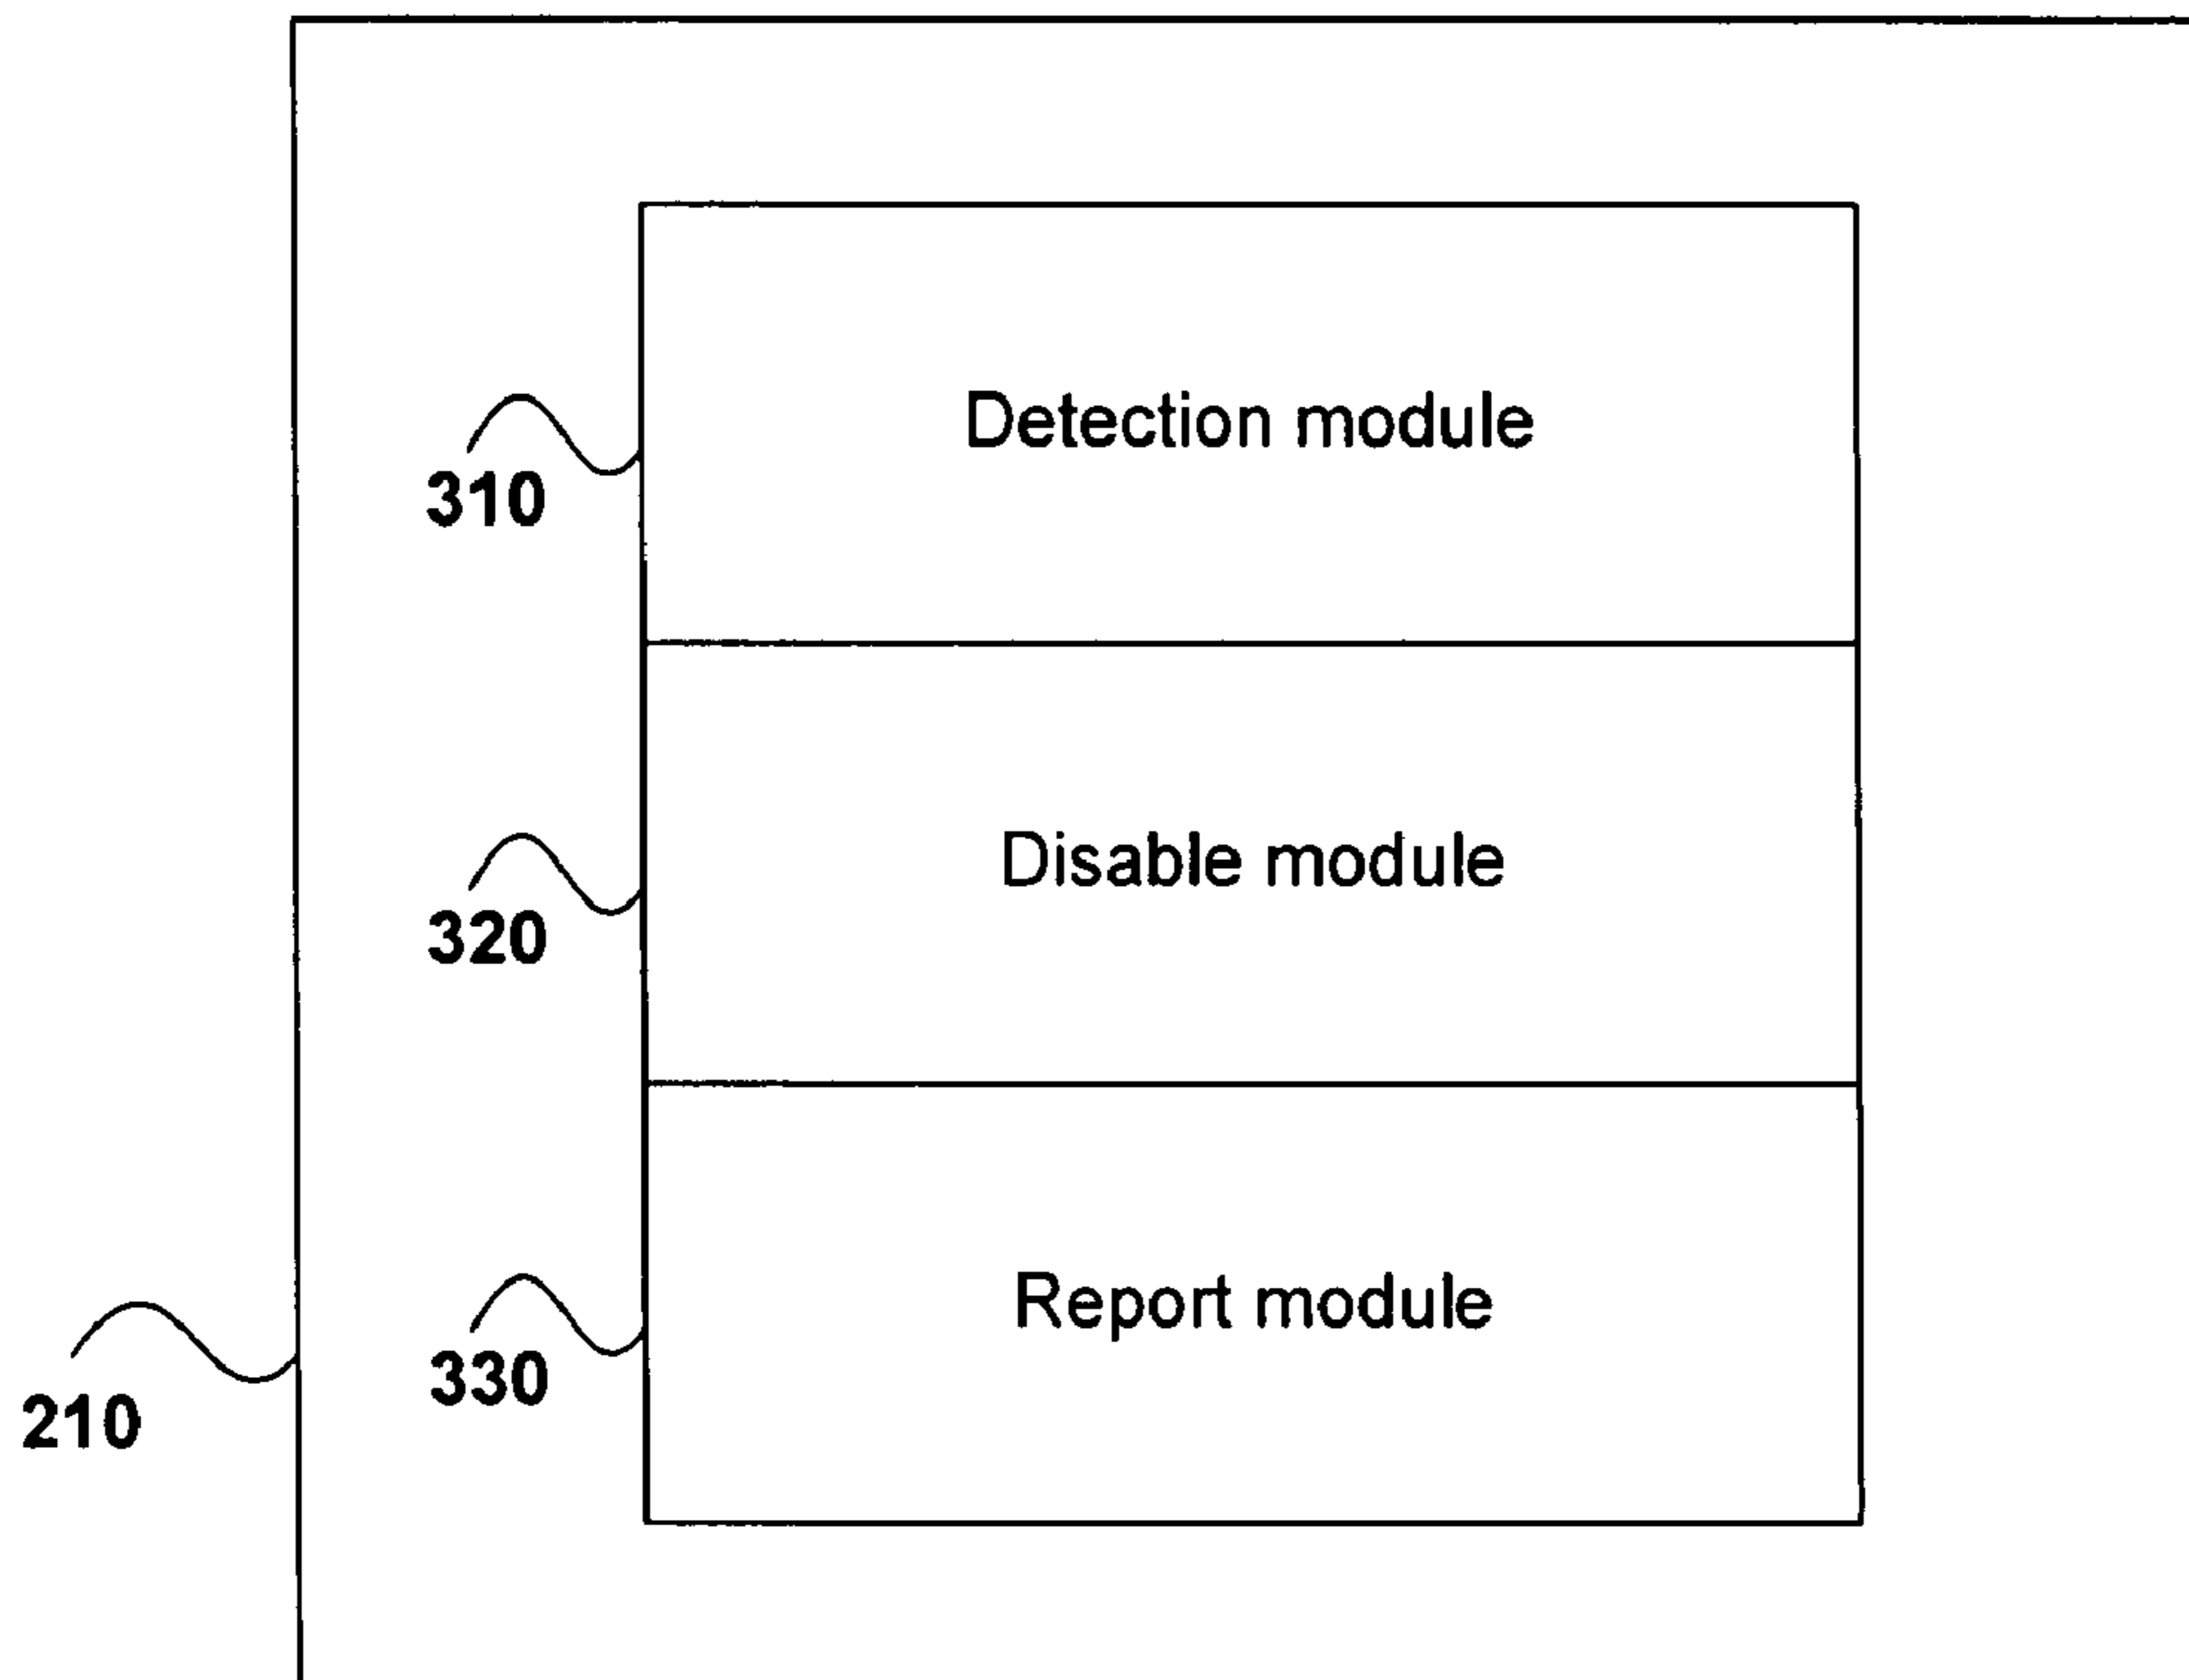 Detection module
310
Disable module
320
Report module
330
210